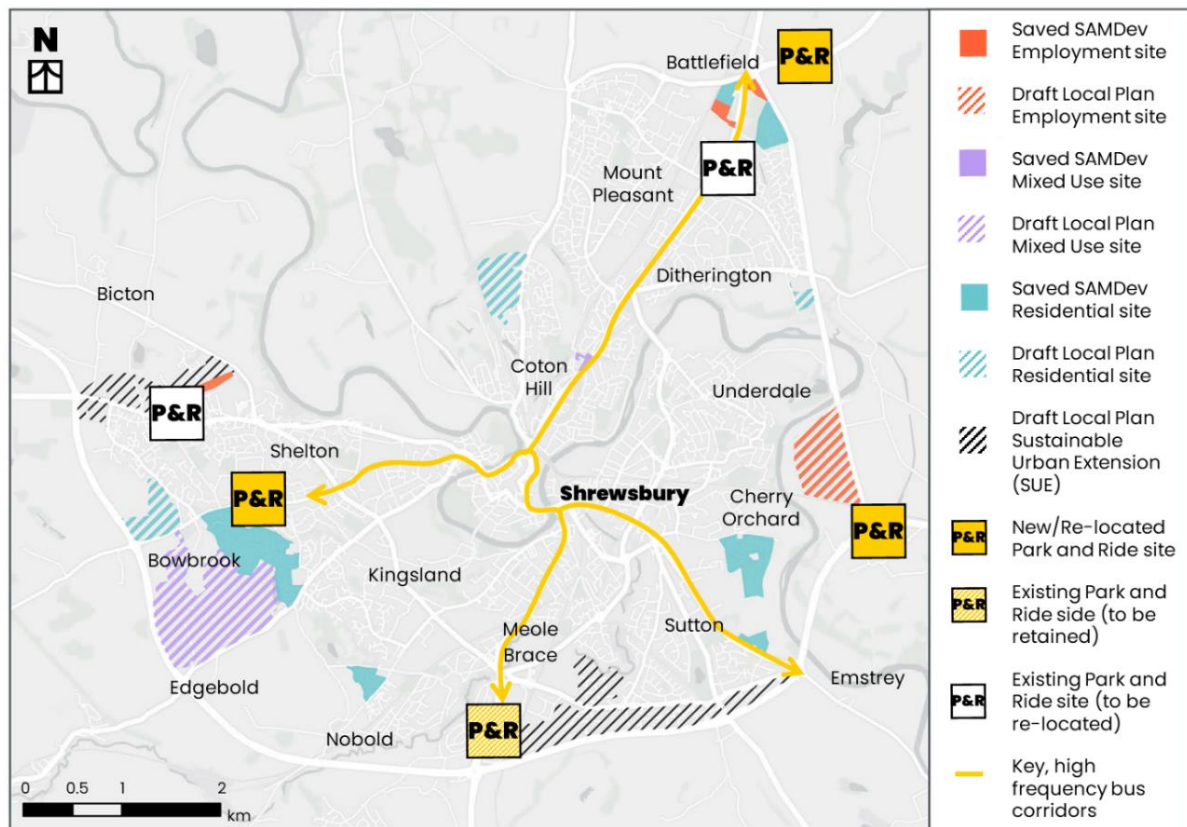 N
Battlefield
P&R
P&R
Mount
Pleasant
Ditherington
Bicton
Coton
Hill
Underdale
P&R
Shelton
P&R
Shrewsbury
Cherry
Orchard
P&R
Bowbrook
Kingsland
Meole
Brace
Sutton
Emstrey
Edgebold
P&R
Nobold
0 0.5 1 2
km
Saved SAMDev
Employment site
Draft Local Plan
Employment site
Saved SAMDev
Mixed Use site
Draft Local Plan
Mixed Use site
Saved SAMDev
Residential site
Draft Local Plan
Residential site
Draft Local Plan
Sustainable
Urban Extension
(SUE)
P&R
New/Re-located
Park and Ride site
P&R
Existing Park and
Ride side (to be
retained)
P&R
Existing Park and
Ride site (to be
re-located)
Key, high
frequency bus
corridors